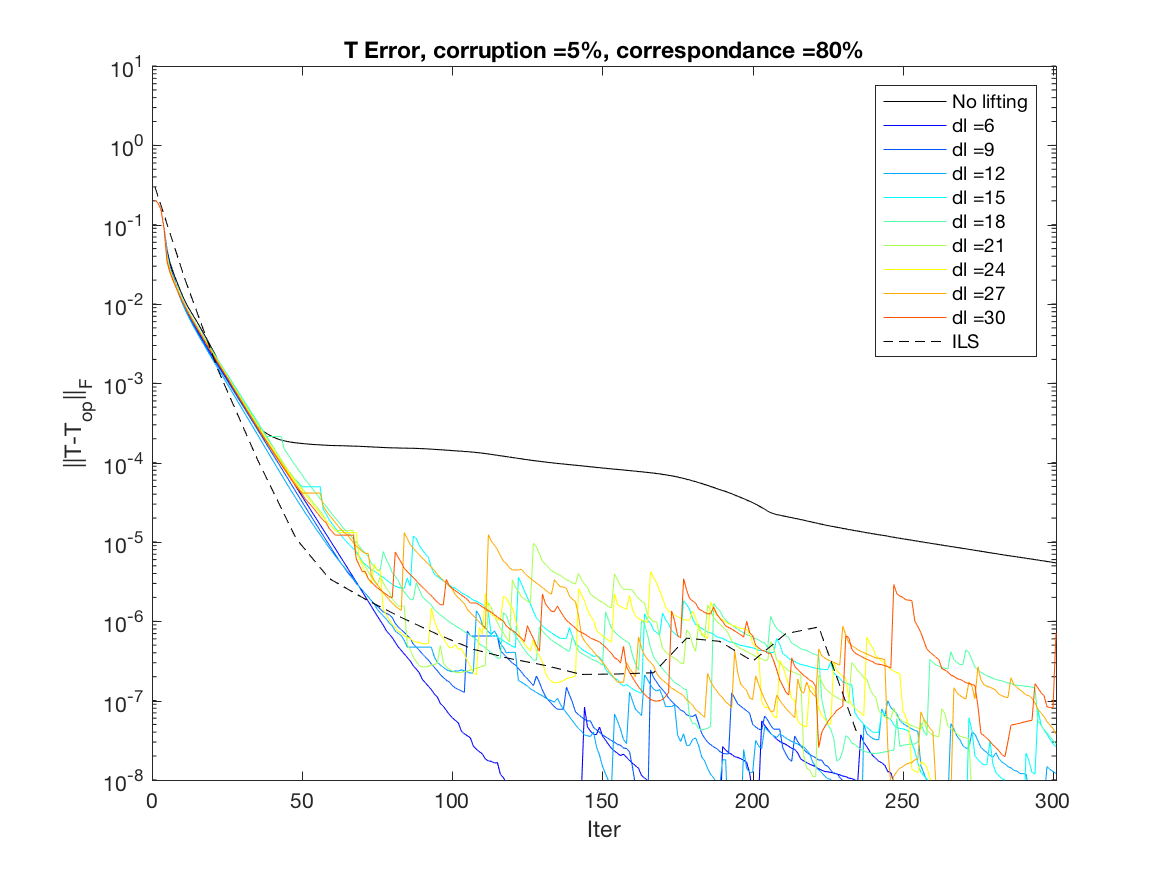 T Error, corruption =5%, correspondance =80%
10^1
10^0
10^-1
10^-2
10^-3
10^-4
10^-5
10^-6
10^-7
10^-8
||T-T_op||_F
0 50 100 150 200 250 300
Iter
No lifting
dl =6
dl =9
dl =12
dl =15
dl =18
dl =21
dl =24
dl =27
dl =30
ILS